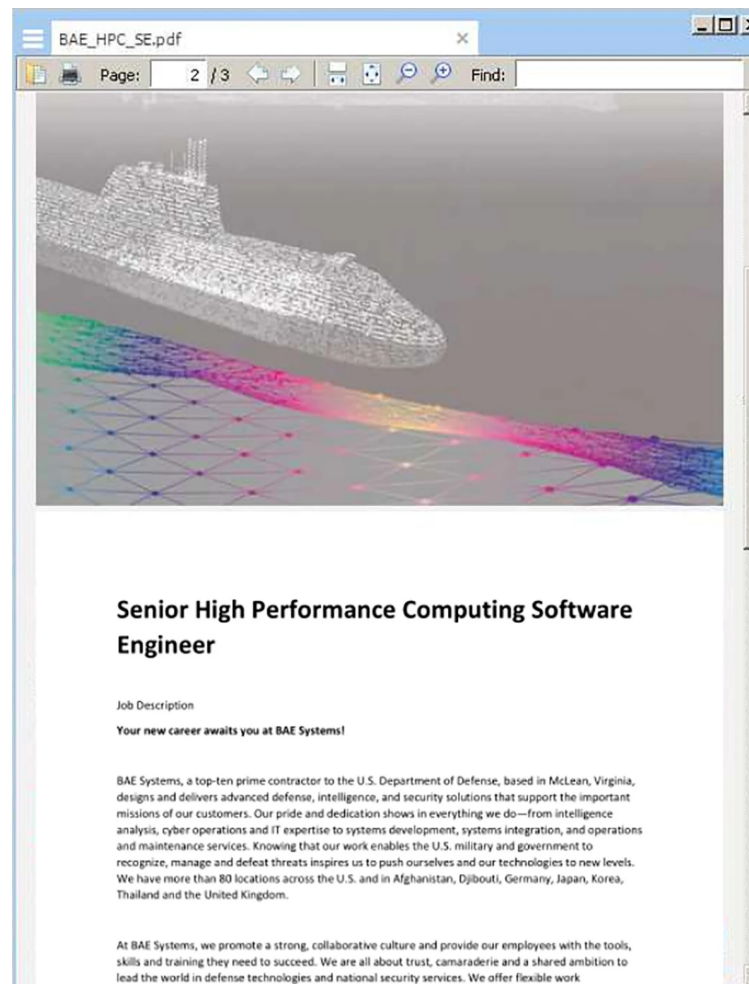 BAE_HPC_SE.pdf
Page: 2 / 3 Find:
Senior High Performance Computing Software
Engineer
Job Description
Your new career awaits you at BAE Systems!
BAE Systems, a top-ten prime contractor to the U.S. Department of Defense, based in McLean, Virginia,
designs and delivers advanced defense, intelligence, and security solutions that support the important
missions of our customers. Our pride and dedication shows in everything we do—from intelligence
analysis, cyber operations and IT expertise to systems development, systems integration, and operations
and maintenance services. Knowing that our work enables the U.S. military and government to
recognize, manage and defeat threats inspires us to push ourselves and our technologies to new levels.
We have more than 80 locations across the U.S. and in Afghanistan, Djibouti, Germany, Japan, Korea,
Thailand and the United Kingdom.
At BAE Systems, we promote a strong, collaborative culture and provide our employees with the tools,
skills and training they need to succeed. We are all about trust, camaraderie and a shared ambition to
lead the world in defense technologies and national security services. We offer flexible work